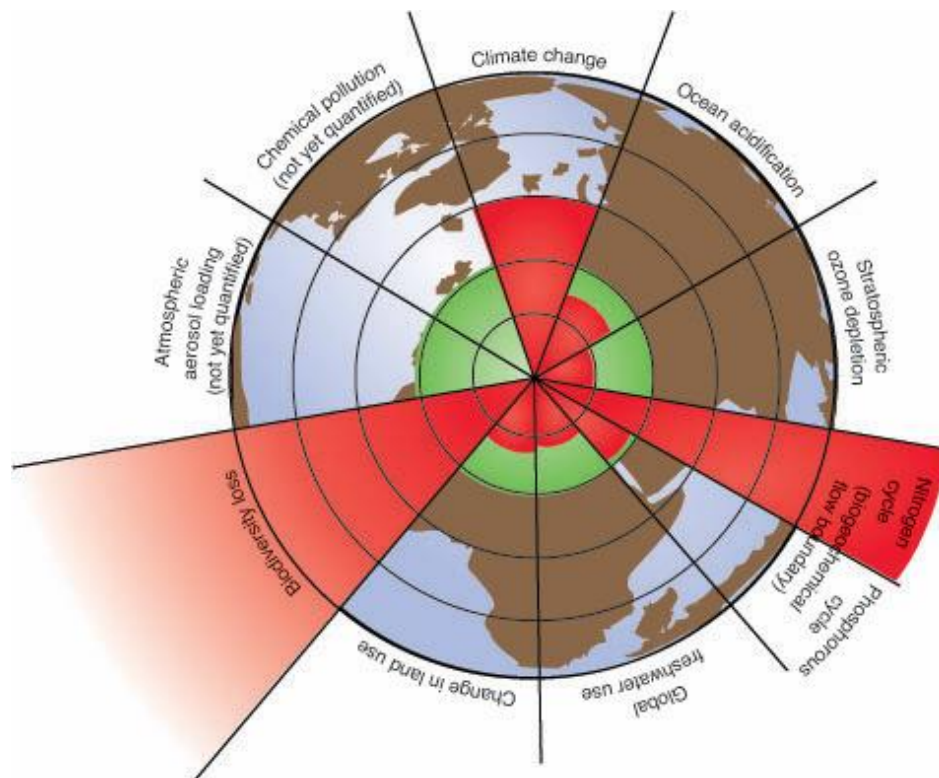 Climate change
Ocean acidification
Stratospheric
ozone depletion
Nitrogen
cycle
(biogeochemical
flow boundary)
Phosphorous
cycle
Global
freshwater use
Change in land use
Biodiversity loss
Atmospheric
aerosol loading
(not yet quantified)
Chemical pollution
(not yet quantified)